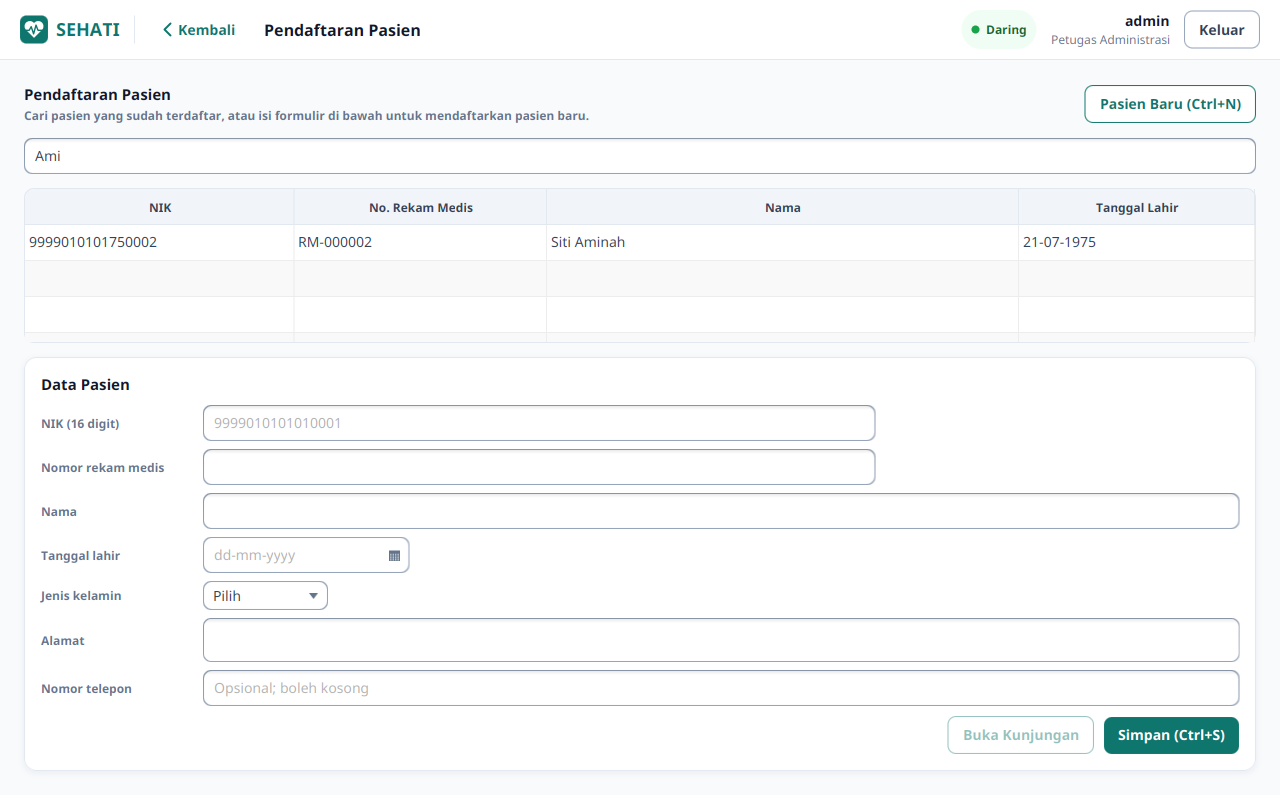 SEHATI
Kembali
Pendaftaran Pasien
Daring
admin
Petugas Administrasi
Keluar
Pendaftaran Pasien
Cari pasien yang sudah terdaftar, atau isi formulir di bawah untuk mendaftarkan pasien baru.
Pasien Baru (Ctrl+N)
Ami
NIK No. Rekam Medis Nama Tanggal Lahir
9999010101750002 RM-000002 Siti Aminah 21-07-1975
Data Pasien
NIK (16 digit) 9999010101010001
Nomor rekam medis
Nama
Tanggal lahir dd-mm-yyyy
Jenis kelamin Pilih
Alamat
Nomor telepon Opsional; boleh kosong
Buka Kunjungan Simpan (Ctrl+S)